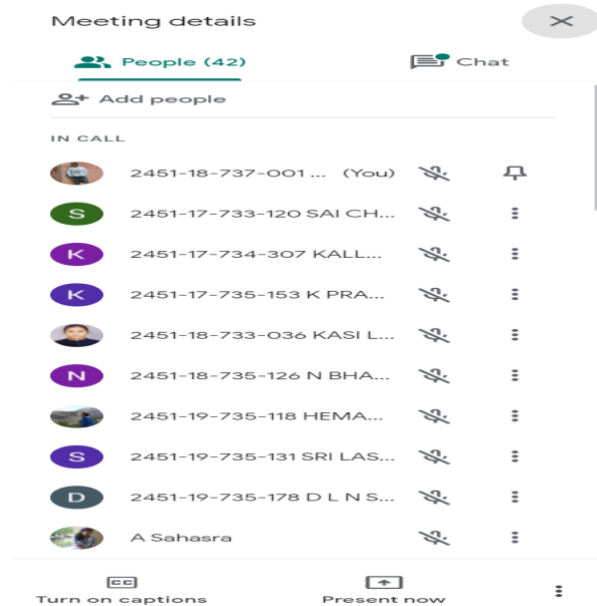 Meeting details
People (42)
Chat
Add people
IN CALL
2451-18-737-001 ... (You)
S 2451-17-733-120 SAI CH...
K 2451-17-734-307 KALL...
K 2451-17-735-153 K PRA...
2451-18-733-036 KASI L...
N 2451-18-735-126 N BHA...
2451-19-735-118 HEMA...
S 2451-19-735-131 SRI LAS...
D 2451-19-735-178 D L N S...
A Sahasra
CC
Turn on captions
Present now